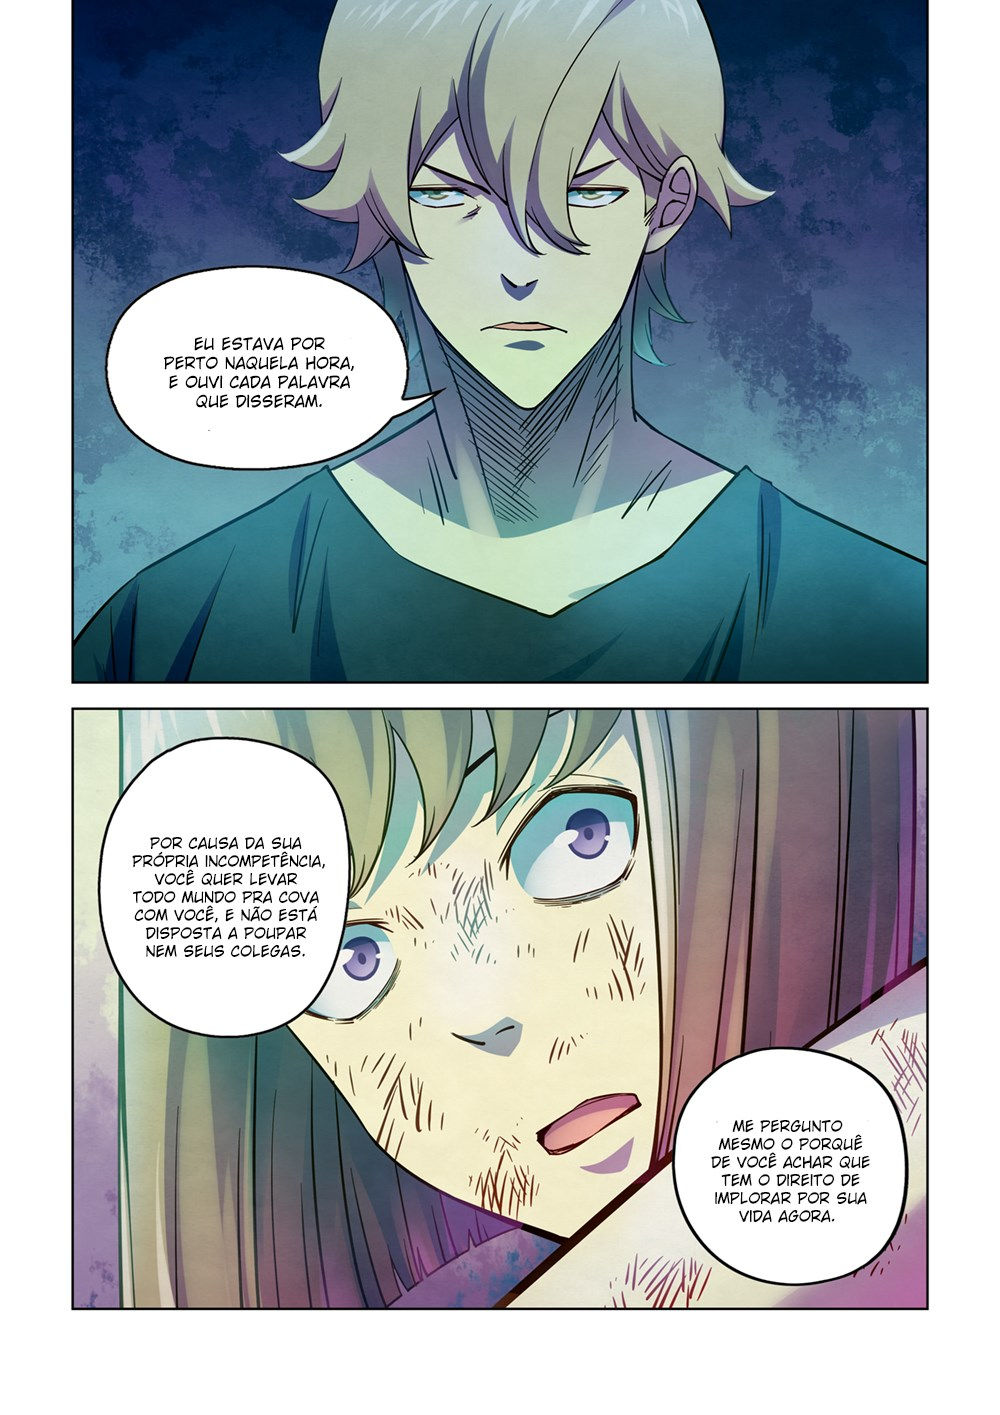 EU ESTAVA POR
PERTO NAQUELA HORA,
E OUVI CADA PALAVRA
QUE DISSERAM.
POR CAUSA DA SUA
PRÓPRIA INCOMPETÊNCIA,
VOCÊ QUER LEVAR
TODO MUNDO PRA COVA
COM VOCÊ, E NÃO ESTÁ
DISPOSTA A POUPAR
NEM SEUS COLEGAS.
ME PERGUNTO
MESMO O PORQUÊ
DE VOCÊ ACHAR QUE
TEM O DIREITO DE
IMPLORAR POR SUA
VIDA AGORA.